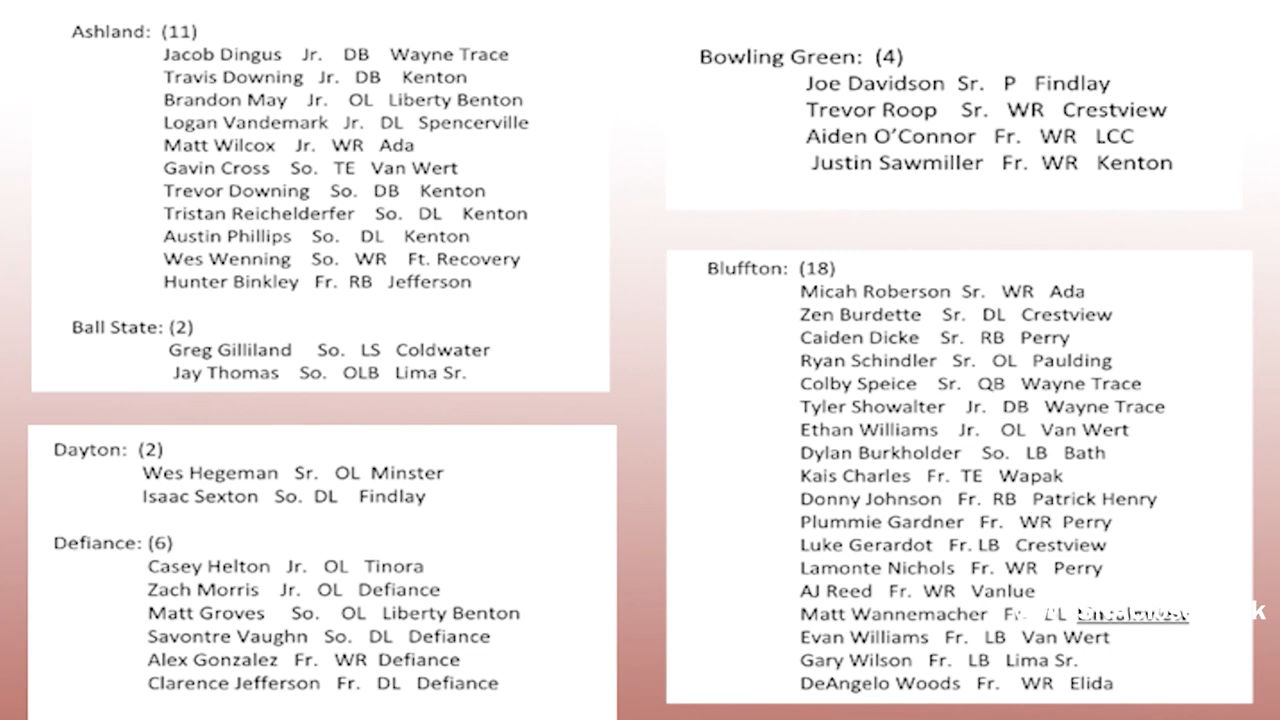 Ashland: (11)
Jacob Dingus Jr. DB Wayne Trace
Travis Downing Jr. DB Kenton
Brandon May Jr. OL Liberty Benton
Logan Vandemark Jr. DL Spencerville
Matt Wilcox Jr. WR Ada
Gavin Cross So. TE Van Wert
Trevor Downing So. DB Kenton
Tristan Reichelderfer So. DL Kenton
Austin Phillips So. DL Kenton
Wes Wenning So. WR Ft. Recovery
Hunter Binkley Fr. RB Jefferson
Ball State: (2)
Greg Gilliland So. LS Coldwater
Jay Thomas So. OLB Lima Sr.
Dayton: (2)
Wes Hegeman Sr. OL Minster
Isaac Sexton So. DL Findlay
Defiance: (6)
Casey Helton Jr. OL Tinora
Zach Morris Jr. OL Defiance
Matt Groves So. OL Liberty Benton
Savontre Vaughn So. DL Defiance
Alex Gonzalez Fr. WR Defiance
Clarence Jefferson Fr. DL Defiance
Bowling Green: (4)
Joe Davidson Sr. P Findlay
Trevor Roop Sr. WR Crestview
Aiden O'Connor Fr. WR LCC
Justin Sawmiller Fr. WR Kenton
Bluffton: (18)
Micah Roberson Sr. WR Ada
Zen Burdette Sr. DL Crestview
Caiden Dicke Sr. RB Perry
Ryan Schindler Sr. OL Paulding
Colby Speice Sr. QB Wayne Trace
Tyler Showalter Jr. DB Wayne Trace
Ethan Williams Jr. OL Van Wert
Dylan Burkholder So. LB Bath
Kais Charles Fr. TE Wapak
Donny Johnson Fr. RB Patrick Henry
Plummie Gardner Fr. WR Perry
Luke Gerardot Fr. LB Crestview
Lamonte Nichols Fr. WR Perry
AJ Reed Fr. WR Vanlue
Matt Wannemacher
Evan Williams Fr. LB Van Wert
Gary Wilson Fr. LB Lima Sr.
DeAngelo Woods Fr. WR Elida